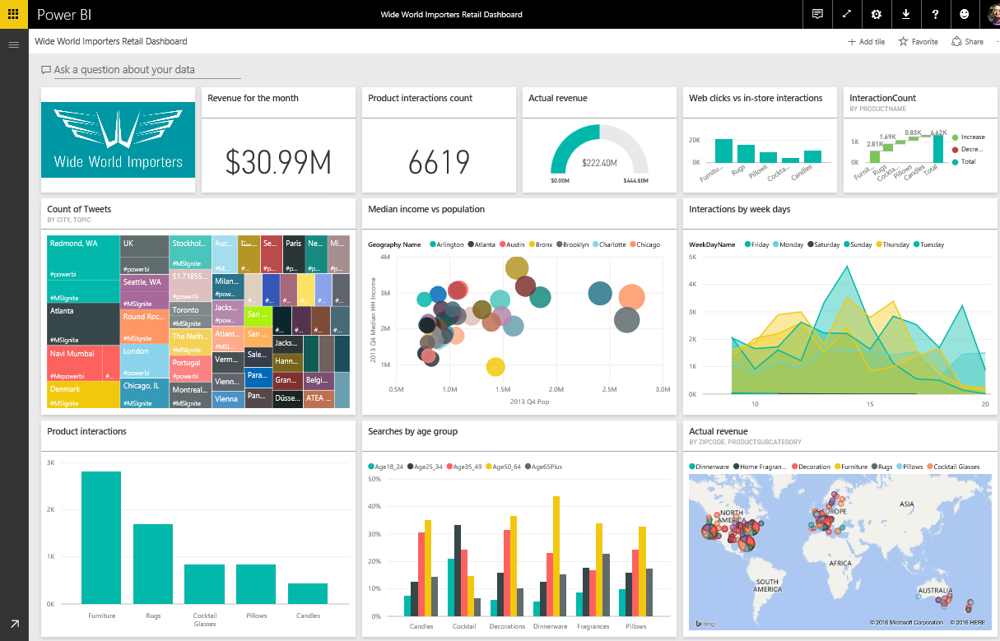 Power BI
Wide World Importers Retail Dashboard
?
Wide World Importers Retail Dashboard
Add tile
Favorite
Share
Ask a question about your data
Wide World Importers
Revenue for the month
$30.99M
Product interactions count
6619
Actual revenue
$222.40M
$0.00M
$444.80M
Web clicks vs in-store interactions
20K
0K
Furnitu...
Rugs
Pillows
Cockta...
Candles
InteractionCount
BY PRODUCTNAME
5K
0K
2.81K
1.69K
0.83K
6.62K
Furnit...
Rugs
Cockta...
Pillows
Candles
Total
Increase
Decre...
Total
Count of Tweets
BY CITY, TOPIC
Redmond, WA
#powerbi
#MSIgnite
Atlanta
#MSIgnite
Navi Mumbai
#Mspowerbi
#...
Denmark
#MSIgnite
UK
#powerbi
Seattle, WA
#MSIgnite
Round Roc...
#MSIgnite
London
#powerbi
Chicago, IL
#MSIgnite
Stockhol...
#MSIgnite
51.71855...
#powerbi
Toronto
#MSIgnite
The Neth...
#MSIgnite
Portugal
#powerbi
Montreal...
#MSIgnite
Auc...
#M...
#...
Se...
#p...
Paris
#...
Ne...
#p...
Mi...
#...
Milan...
#pow...
Jacks...
#pow...
Atlant...
#MSI...
Verm...
Vienn...
Vienna
#...
#...
#...
#...
#...
San ...
San ...
Sale...
Para...
Pan...
Jacks...
Hann...
Gran...
Düsse...
Belgi...
ATEA ...
Median income vs population
Geography Name
Arlington
Atlanta
Austin
Bronx
Brooklyn
Charlotte
Chicago
2013 Q4 Median HH Income
4M
3M
2M
1M
0.5M
1.0M
1.5M
2.0M
2.5M
3.0M
2013 Q4 Pop
Interactions by week days
WeekDayName
Friday
Monday
Saturday
Sunday
Thursday
Tuesday
5K
4K
3K
2K
1K
0K
10
15
20
Product interactions
3K
2K
1K
0K
Furniture
Rugs
Cocktail
Glasses
Pillows
Candles
Searches by age group
Age18_24
Age25_34
Age35_49
Age50_64
Age65Plus
50%
40%
30%
20%
10%
0%
Candles
Cocktail
Decorations
Dinnerware
Fragrances
Pillows
Actual revenue
BY ZIPCODE, PRODUCTSUBCATEGORY
Dinnerware
Home Fragran...
Decoration
Furniture
Rugs
Pillows
Cocktail Glasses
NORTH
AMERICA
EUROPE
ASIA
AFRICA
SOUTH
AMERICA
AUSTRALIA
bing
© 2016 Microsoft Corporation
© 2016 HERE